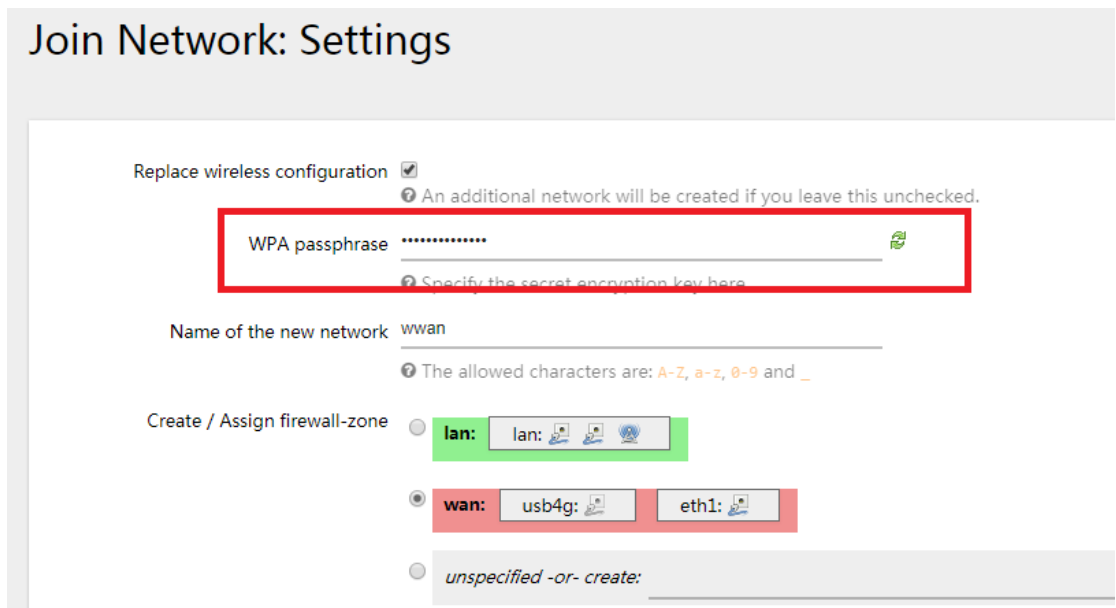 Join Network: Settings
Replace wireless configuration
An additional network will be created if you leave this unchecked.
WPA passphrase ••••••••••••••
Specify the secret encryption key here
Name of the new network wwan
The allowed characters are: A-Z, a-z, 0-9 and _
Create / Assign firewall-zone
lan: lan:
wan: usb4g: eth1:
unspecified -or- create: